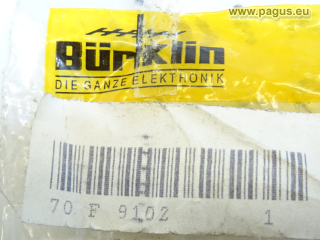 www.pagus.eu
Bürklin
DIE GANZE ELEKTRONIK
70 F 9102 1